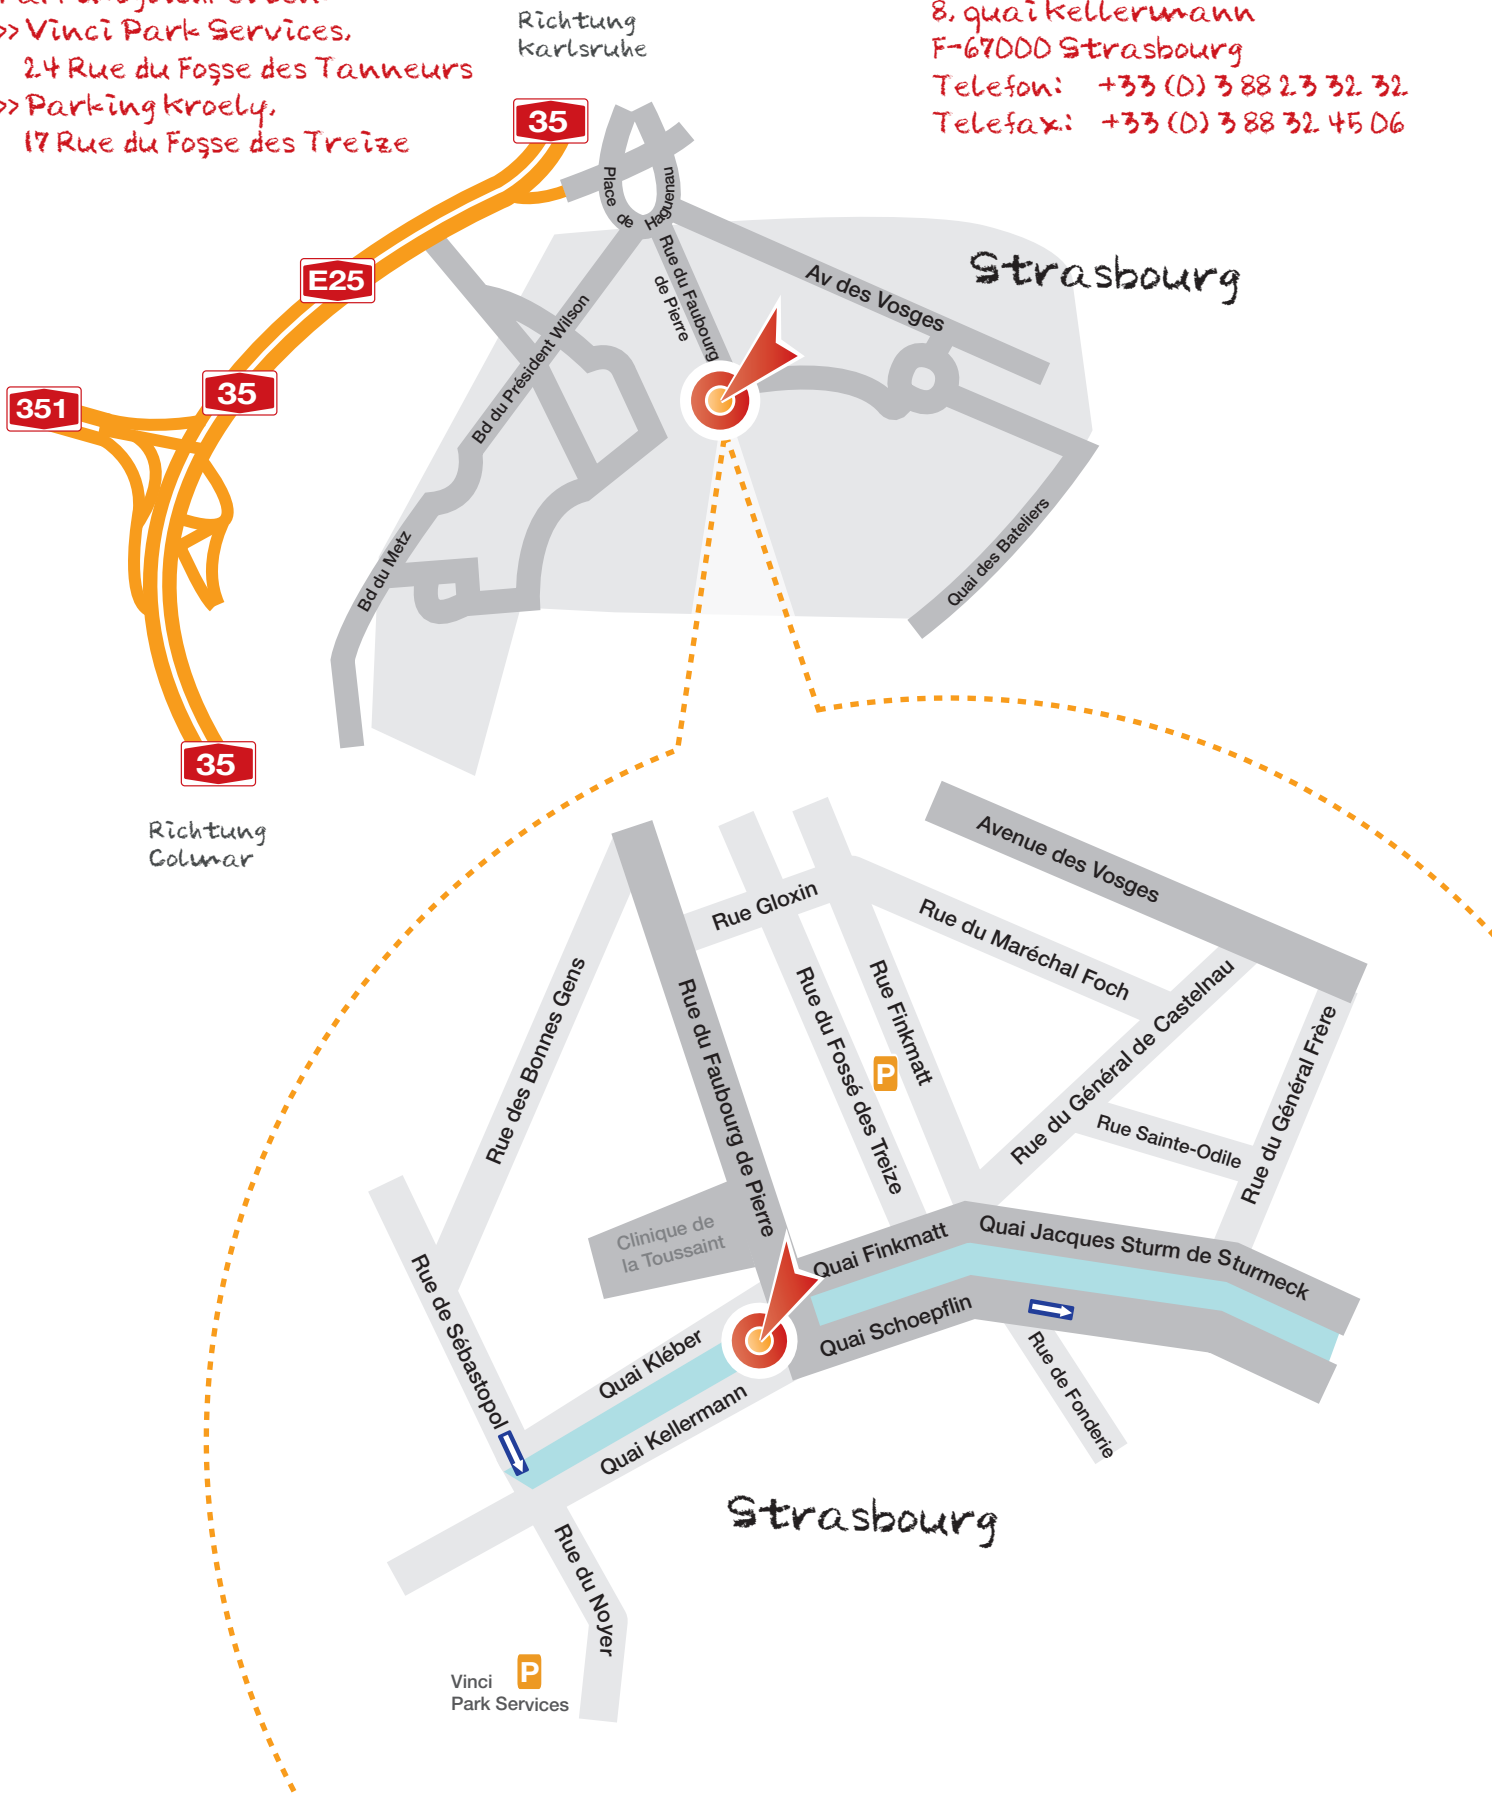 >> Vinci Park Services,
24 Rue du Fosse des Tanneurs
>> Parking Kroely,
17 Rue du Fosse des Treize
Richtung
Karlsruhe
8, quai Kellermann
F-67000 Strasbourg
Telefon: +33 (0) 3 88 23 32 32
Telefax: +33 (0) 3 88 32 45 06
35
E25
35
351
35
Richtung
Colmar
Place de Haguenau
Rue du Faubourg
de Pierre
Av des Vosges
Strasbourg
Bd du Président Wilson
Bd du Metz
Quai des Bateliers
Avenue des Vosges
Rue Gloxin
Rue du Maréchal Foch
Rue des Bonnes Gens
Rue du Faubourg de Pierre
Rue du Fossé des Treize
Rue Finkmatt
P
Rue du Général de Castelnau
Rue Sainte-Odile
Rue du Général Frère
Clinique de
la Toussaint
Quai Finkmatt
Quai Jacques Sturm de Sturmeck
Rue de Sébastopol
Quai Kléber
Quai Schoepflin
Quai Kellermann
Rue de Fonderie
Strasbourg
Rue du Noyer
Vinci
Park Services
P